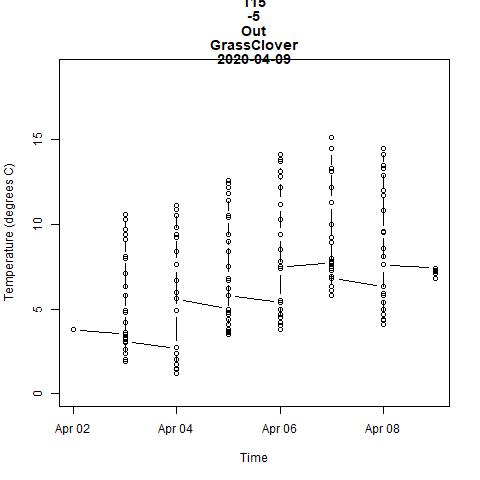 T15
-5
Out
GrassClover
2020-04-09
15
10
5
0
Temperature (degrees C)
Apr 02
Apr 04
Apr 06
Apr 08
Time